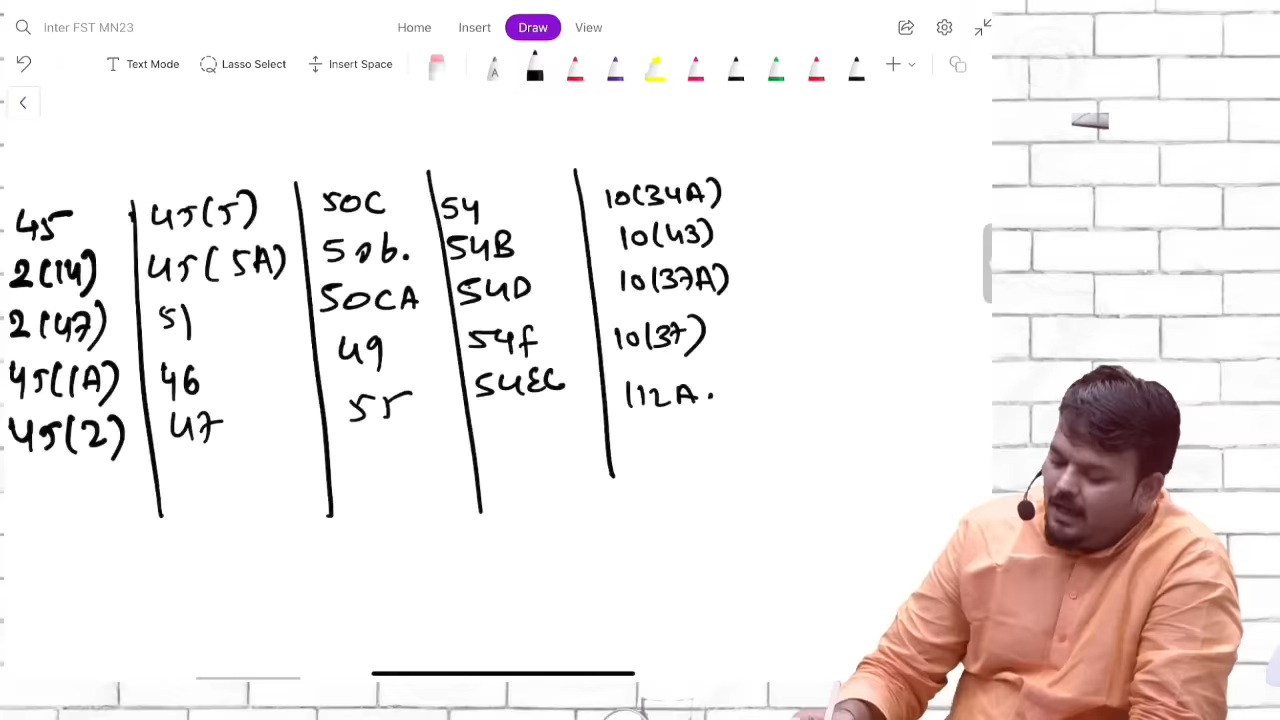 Inter FST MN23
Home Insert Draw View
Text Mode Lasso Select Insert Space
45
2(14)
2(47)
45(1A)
45(2)
45(5)
45(5A)
51
46
47
50C
50b.
50CA
49
55
54
54B
54D
54f
54EC
10(34A)
10(43)
10(37A)
10(37)
112A.